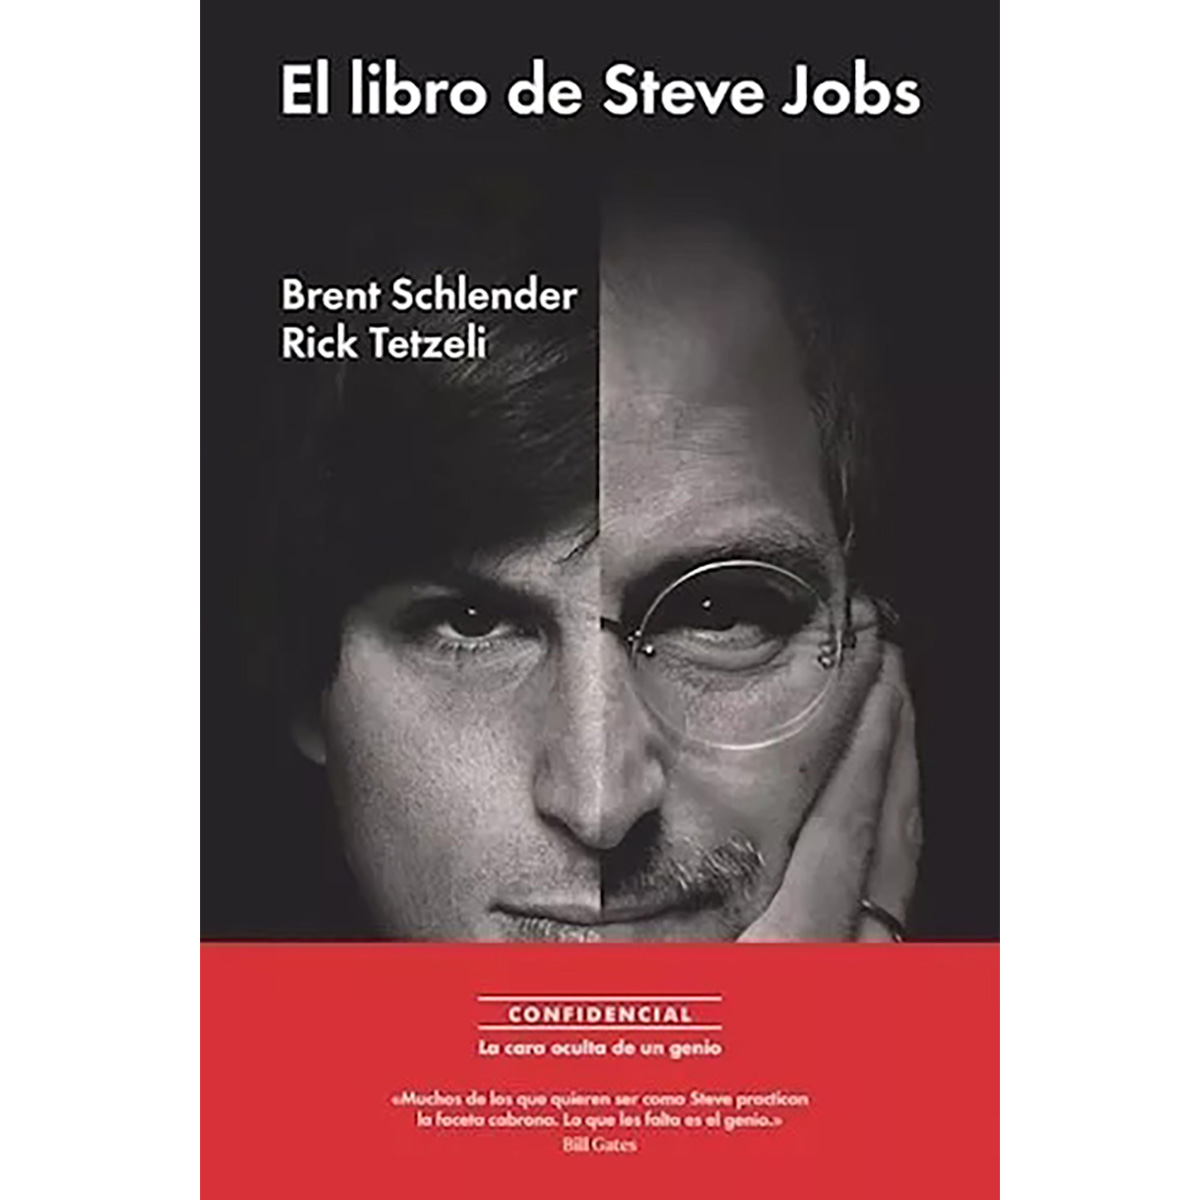 El libro de Steve Jobs
Brent Schlender
Rick Tetzeli
CONFIDENCIAL
La cara oculta de un genio
«Muchos de los que quieren ser como Steve practican
la faceta cabrona. Lo que les falta es el genio.»
Bill Gates